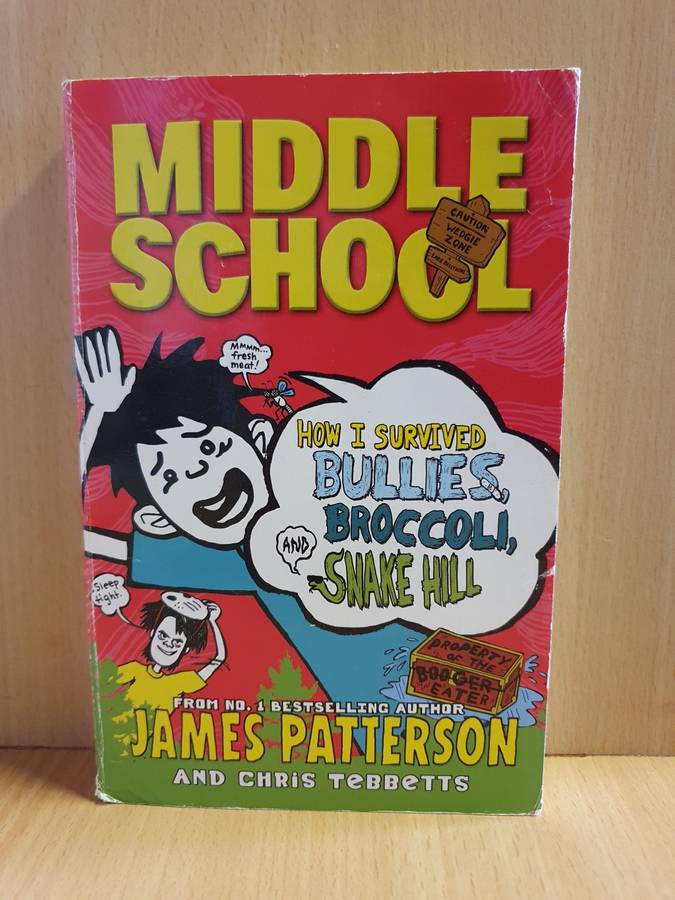 MIDDLE
SCHOOL
CAUTION
WEDGIE
ZONE
Mmmm...
fresh
meat!
HOW I SURVIVED
BULLIES,
BROCCOLI,
AND
SNAKE HILL
Sleep
tight.
PROPERTY
OF THE
BOOGER
EATER
FROM NO. 1 BESTSELLING AUTHOR
JAMES PATTERSON
AND CHRIS TEBBETTS